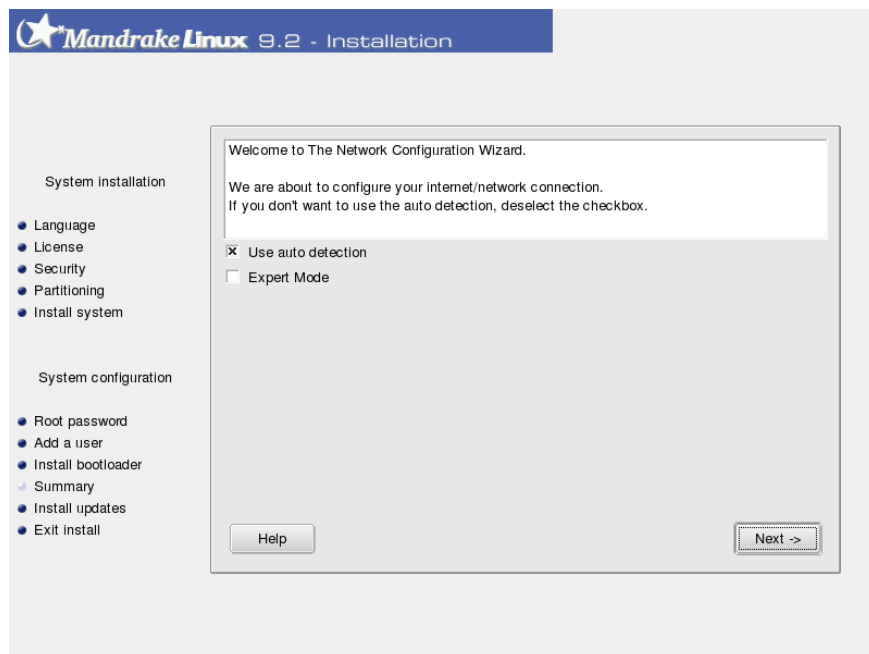 Mandrake Linux 9.2 - Installation
System installation
Language
License
Security
Partitioning
Install system
System configuration
Root password
Add a user
Install bootloader
Summary
Install updates
Exit install
Welcome to The Network Configuration Wizard.
We are about to configure your internet/network connection.
If you don't want to use the auto detection, deselect the checkbox.
Use auto detection
Expert Mode
Help
Next ->